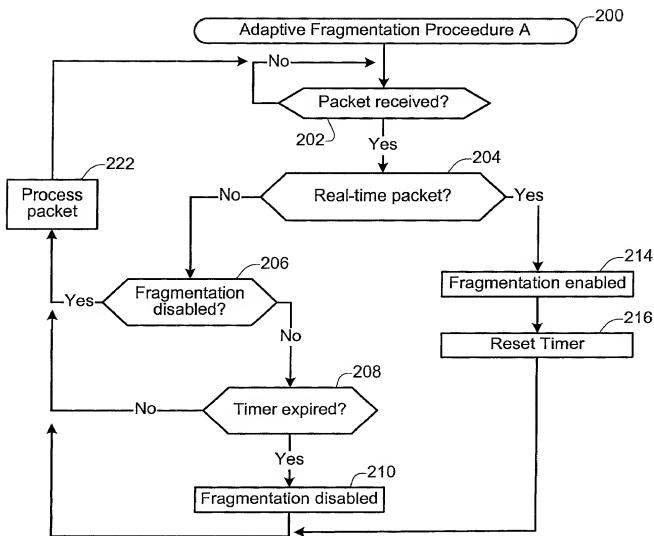 200
Adaptive Fragmentation Proceedure A
No
Packet received?
202
Yes
204
222
Process
packet
No
Real-time packet?
Yes
206
214
Fragmentation
disabled?
Yes
Fragmentation enabled
216
No
Reset Timer
208
No
Timer expired?
Yes
210
Fragmentation disabled